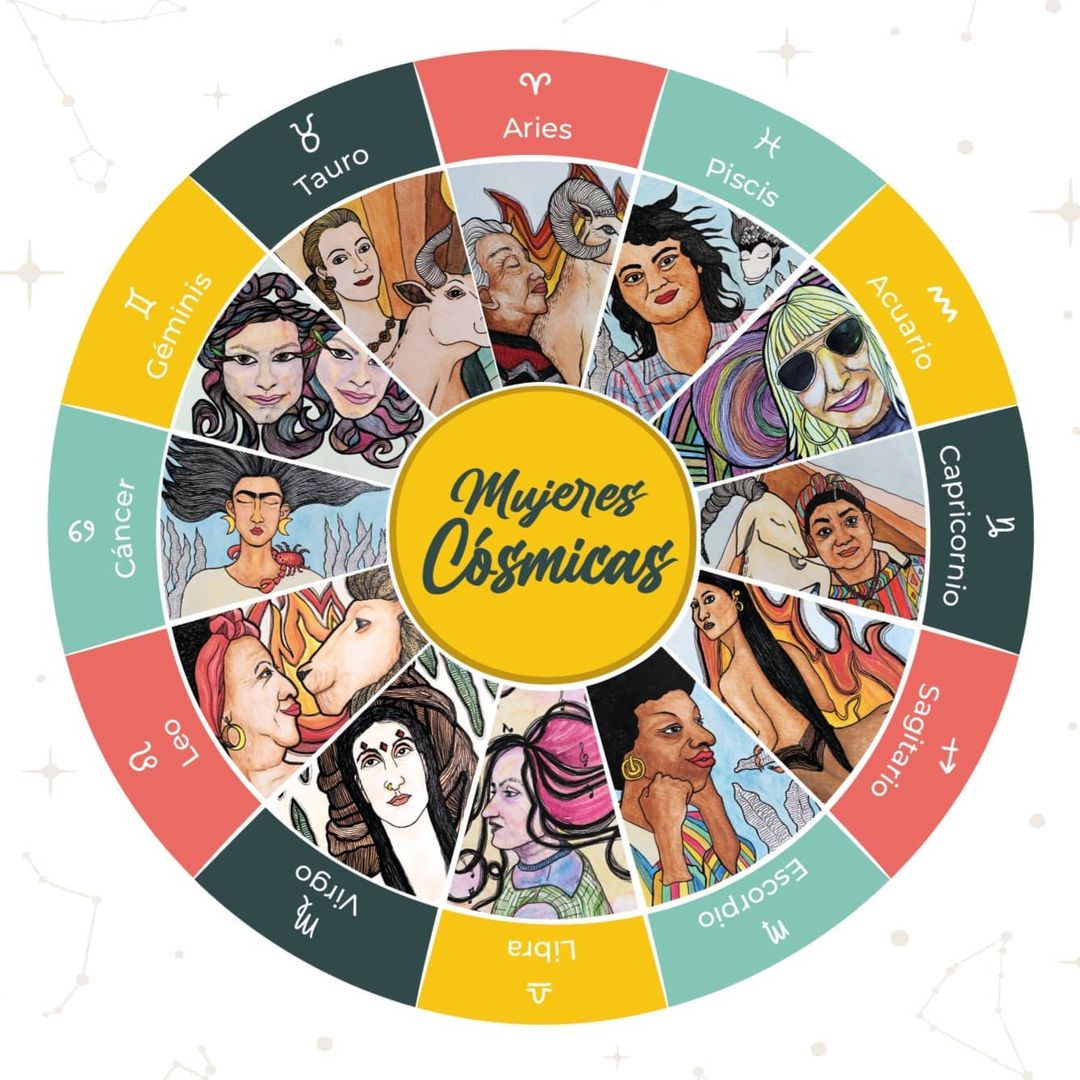 Aries
Piscis
Acuario
Capricornio
Sagitario
Escorpio
Libra
Virgo
Leo
Cáncer
Géminis
Tauro
Mujeres
Cósmicas